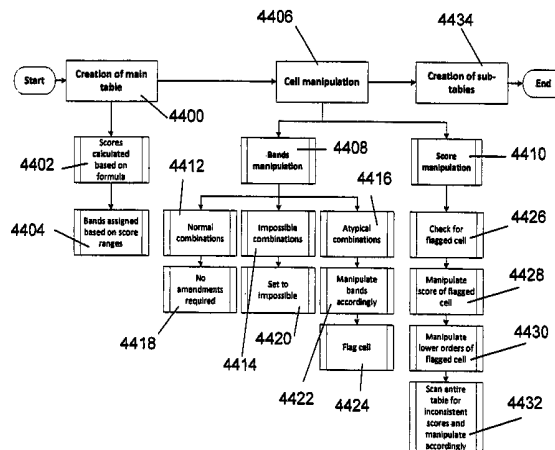 4406
4434
Start
Creation of main
table
Cell manipulation
Creation of sub-
tables
End
4400
4402
Scores
calculated
based on
formula
4408
Bands
manipulation
Score
manipulation
4410
4412
4416
4404
Bands assigned
based on score
ranges
Normal
combinations
Impossible
combinations
Atypical
combinations
Check for
flagged cell
4426
No
amendments
required
Set to
impossible
Manipulate
bands
accordingly
Manipulate
score of flagged
cell
4428
4418
4414
4420
4422
Flag cell
4424
Manipulate
lower orders of
flagged cell
4430
Scan entire
table for
inconsistent
scores and
manipulate
accordingly
4432